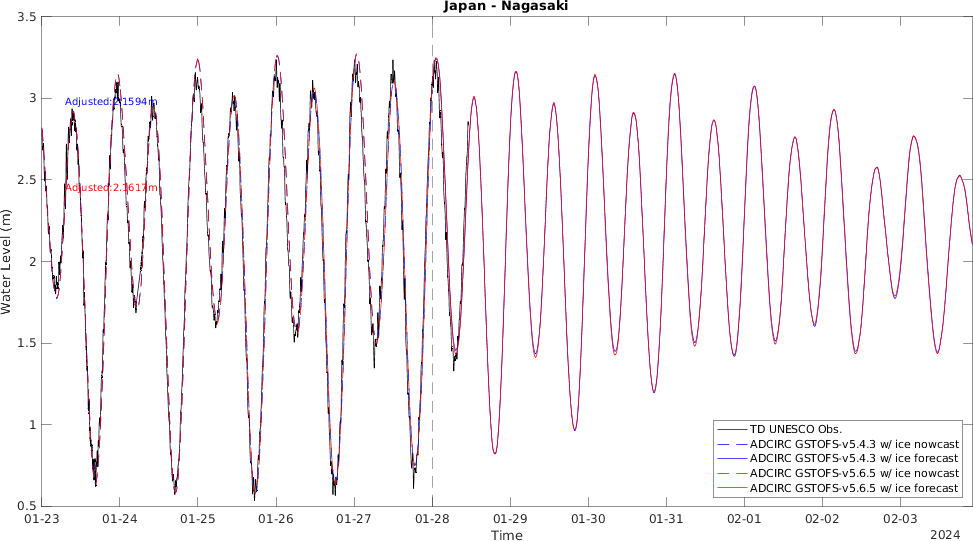 Japan - Nagasaki
3.5
3
2.5
2
1.5
1
0.5
Water Level (m)
Adjusted:2.1594m
Adjusted:2.1617m
TD UNESCO Obs.
ADCIRC GSTOFS-v5.4.3 w/ ice nowcast
ADCIRC GSTOFS-v5.4.3 w/ ice forecast
ADCIRC GSTOFS-v5.6.5 w/ ice nowcast
ADCIRC GSTOFS-v5.6.5 w/ ice forecast
01-23 01-24 01-25 01-26 01-27 01-28 01-29 01-30 01-31 02-01 02-02 02-03
Time
2024